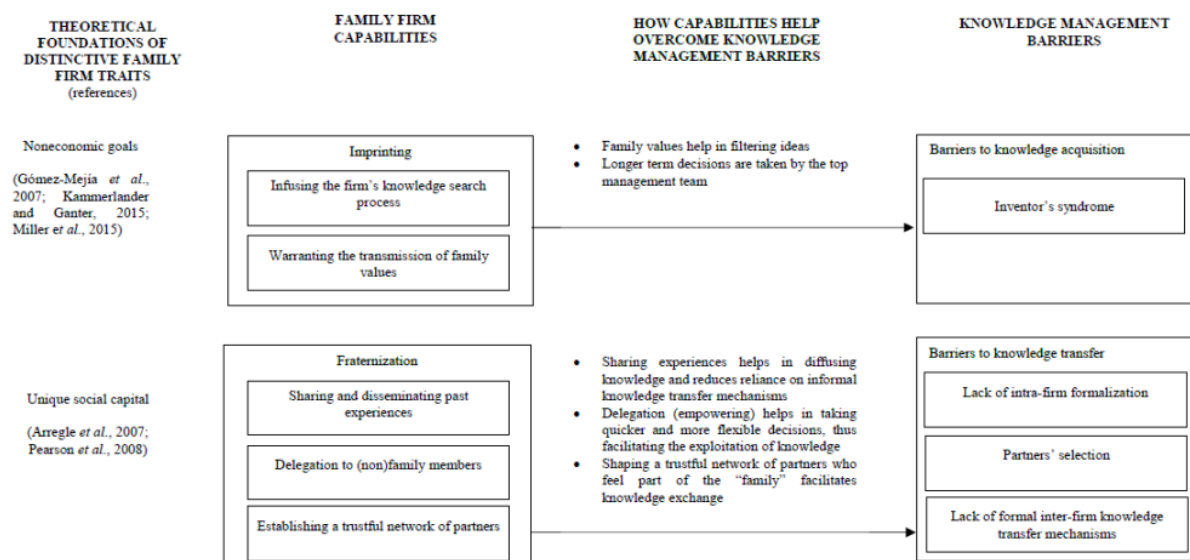 THEORETICAL
FOUNDATIONS OF
DISTINCTIVE FAMILY
FIRM TRAITS
(references)
FAMILY FIRM
CAPABILITIES
HOW CAPABILITIES HELP
OVERCOME KNOWLEDGE
MANAGEMENT BARRIERS
KNOWLEDGE MANAGEMENT
BARRIERS
Noneconomic goals
(Gómez-Mejía et al.,
2007; Kammerlander
and Ganter, 2015;
Miller et al., 2015)
Imprinting
Infusing the firm's knowledge search
process
Warranting the transmission of family
values
• Family values help in filtering ideas
• Longer term decisions are taken by the top
management team
Barriers to knowledge acquisition
Inventor's syndrome
Unique social capital
(Arregle et al., 2007;
Pearson et al., 2008)
Fraternization
Sharing and disseminating past
experiences
Delegation to (non)family members
Establishing a trustful network of partners
• Sharing experiences helps in diffusing
knowledge and reduces reliance on informal
knowledge transfer mechanisms
• Delegation (empowering) helps in taking
quicker and more flexible decisions, thus
facilitating the exploitation of knowledge
• Shaping a trustful network of partners who
feel part of the “family” facilitates
knowledge exchange
Barriers to knowledge transfer
Lack of intra-firm formalization
Partners' selection
Lack of formal inter-firm knowledge
transfer mechanisms